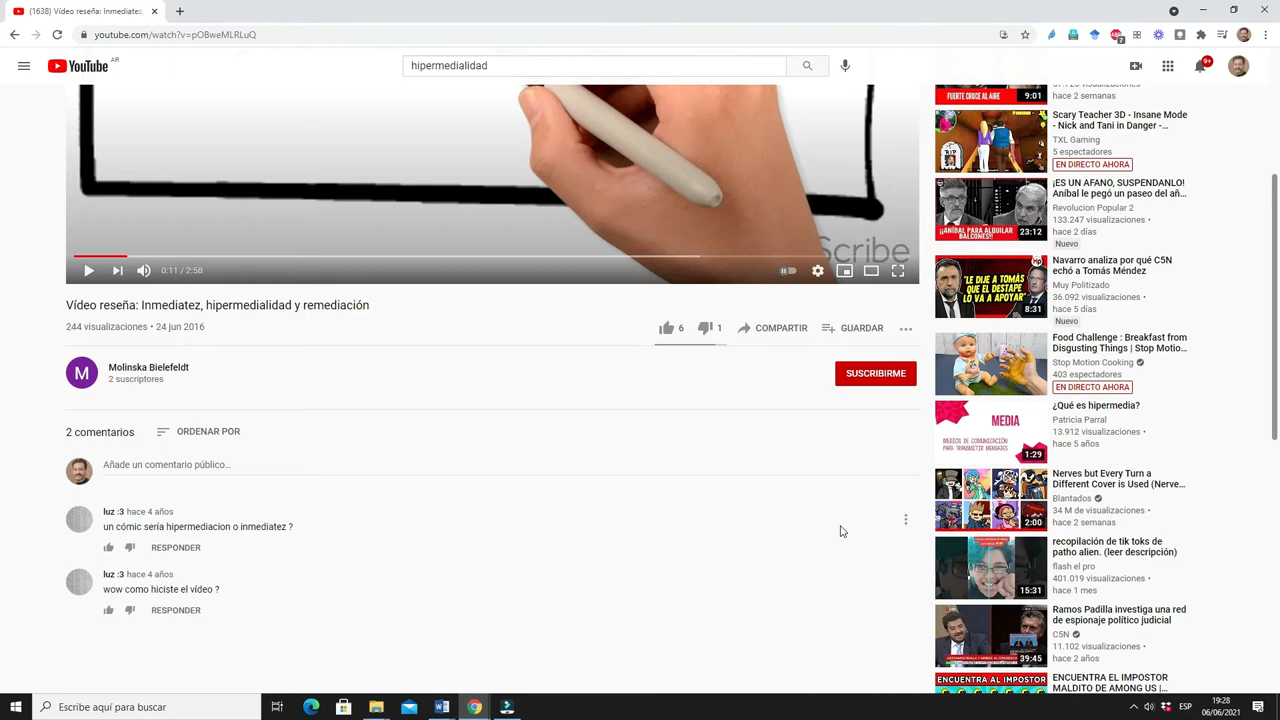 (1638) Vídeo reseña: Inmediatez
youtube.com/watch?v=pO8weMLRLuQ
7
YouTube AR
hipermedialidad
9+
Scribe
0:11 / 2:58
Vídeo reseña: Inmediatez, hipermedialidad y remediación
244 visualizaciones • 24 jun 2016
6
1
COMPARTIR
GUARDAR
M
Molinska Bielefeldt
2 suscriptores
SUSCRIBIRME
2 comentarios
ORDENAR POR
Añade un comentario público...
luz :3 hace 4 años
un cómic sería hipermediacion o inmediatez ?
RESPONDER
luz :3 hace 4 años
wow como hiciste el vídeo ?
RESPONDER
FUERTE CRUCE AL AIRE
9:01
hace 2 semanas
RIP
Scary Teacher 3D - Insane Mode
- Nick and Tani in Danger -...
TXL Gaming
5 espectadores
EN DIRECTO AHORA
¡¡ANÍBAL PARA ALQUILAR
BALCONES!!
23:12
¡ES UN AFANO, SUSPENDANLO!
Aníbal le pegó un paseo del añ...
Revolucion Popular 2
133.247 visualizaciones •
hace 2 días
Nuevo
"LE DIJE A TOMÁS
QUE EL DESTAPE
LO VA A APOYAR"
8:31
Navarro analiza por qué C5N
echó a Tomás Méndez
Muy Politizado
36.092 visualizaciones •
hace 5 días
Nuevo
Food Challenge : Breakfast from
Disgusting Things | Stop Motio...
Stop Motion Cooking
403 espectadores
EN DIRECTO AHORA
MEDIA
MEDIOS DE COMUNICACIÓN
PARA TRANSMITIR MENSAJES
1:29
¿Qué es hipermedia?
Patricia Parral
13.912 visualizaciones •
hace 5 años
2:00
Nerves but Every Turn a
Different Cover is Used (Nerve...
Blantados
34 M de visualizaciones •
hace 2 semanas
15:31
recopilación de tik toks de
patho alien. (leer descripción)
flash el pro
401.019 visualizaciones •
hace 1 mes
39:45
Ramos Padilla investiga una red
de espionaje político judicial
C5N
11.102 visualizaciones •
hace 2 años
ENCUENTRA AL IMPOSTOR
ENCUENTRA EL IMPOSTOR
MALDITO DE AMONG US |
Escribe aquí para buscar
ESP
19:28
06/06/2021